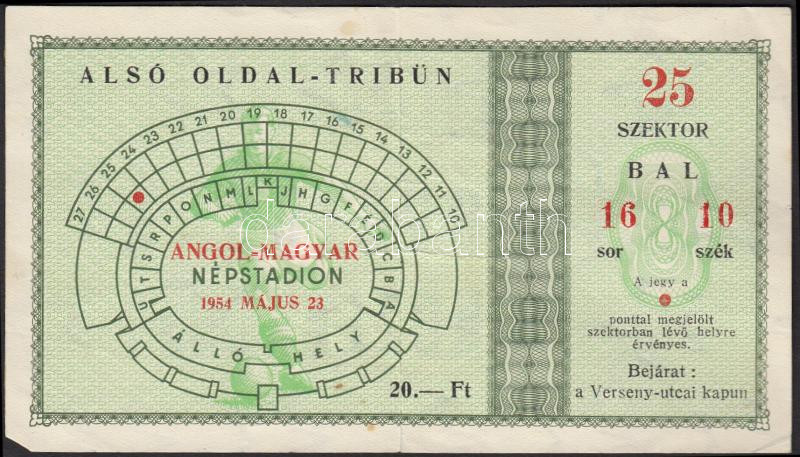 ALSÓ OLDAL-TRIBÜN
27 26 25 24 23 22 21 20 19 18 17 16 15 14 13 12 11 10
U T S R P O N M L K J H G F E D C B A
ANGOL-MAGYAR
NÉPSTADION
1954 MÁJUS 23
ÁLLÓ HELY
20.— Ft
25
SZEKTOR
BAL
16 10
sor szék
A jegy a
ponttal megjelölt
szektorban lévő helyre
érvényes.
Bejárat :
a Verseny-utcai kapun
darabanth